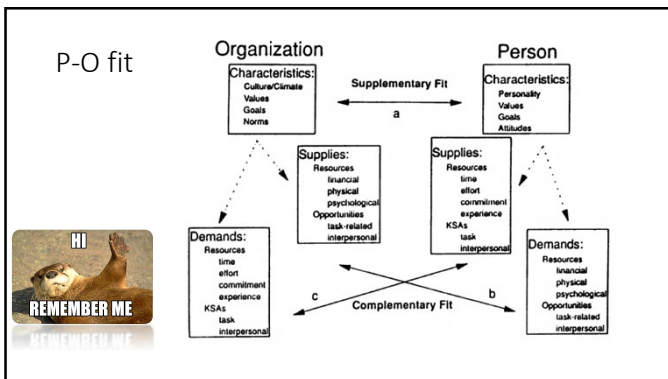 P-O fit
Organization
Person
Characteristics:
Culture/Climate
Values
Goals
Norms
Supplementary Fit
a
Characteristics:
Personality
Values
Goals
Attitudes
Supplies:
Resources
financial
physical
psychological
Opportunities
task-related
interpersonal
Supplies:
Resources
time
effort
commitment
experience
KSAs
task
interpersonal
Demands:
Resources
time
effort
commitment
experience
KSAs
task
interpersonal
c
b
Complementary Fit
Demands:
Resources
financial
physical
psychological
Opportunities
task-related
interpersonal
HI
REMEMBER ME